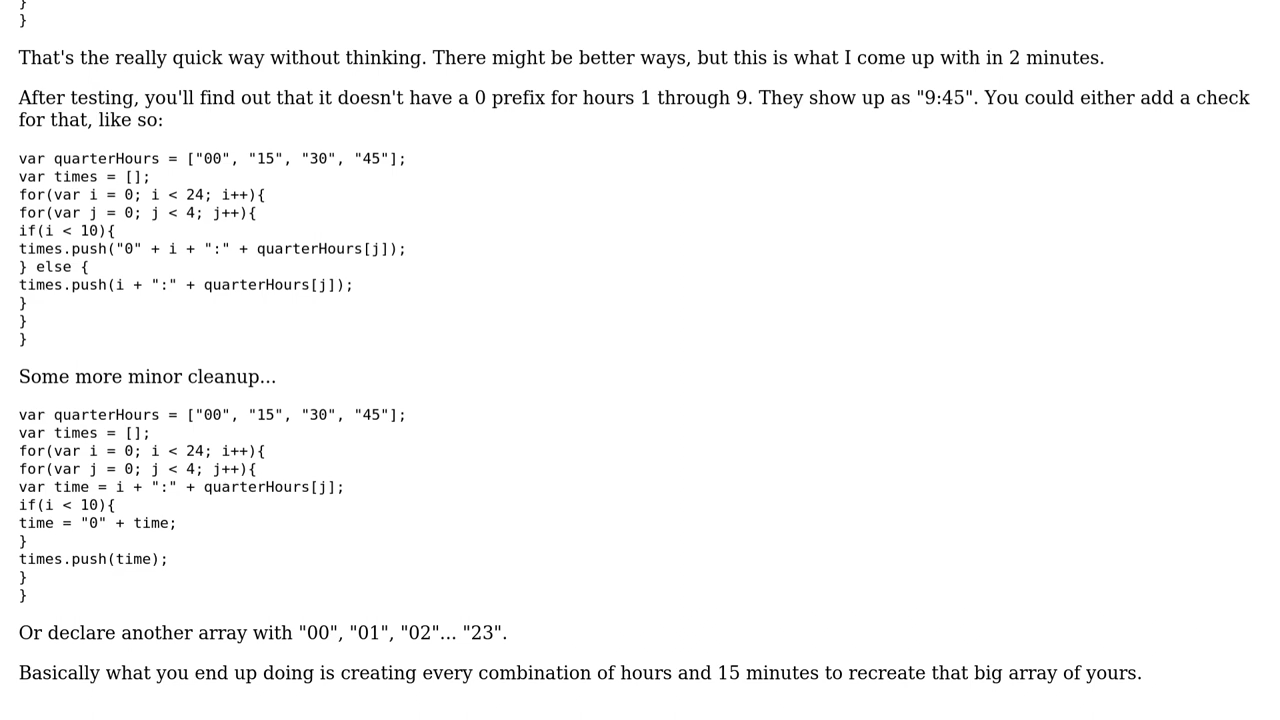 }
}
That's the really quick way without thinking. There might be better ways, but this is what I come up with in 2 minutes.
After testing, you'll find out that it doesn't have a 0 prefix for hours 1 through 9. They show up as "9:45". You could either add a check
for that, like so:
var quarterHours = ["00", "15", "30", "45"];
var times = [];
for(var i = 0; i < 24; i++){
for(var j = 0; j < 4; j++){
if(i < 10){
times.push("0" + i + ":" + quarterHours[j]);
} else {
times.push(i + ":" + quarterHours[j]);
}
}
}
Some more minor cleanup...
var quarterHours = ["00", "15", "30", "45"];
var times = [];
for(var i = 0; i < 24; i++){
for(var j = 0; j < 4; j++){
var time = i + ":" + quarterHours[j];
if(i < 10){
time = "0" + time;
}
times.push(time);
}
}
Or declare another array with "00", "01", "02"... "23".
Basically what you end up doing is creating every combination of hours and 15 minutes to recreate that big array of yours.